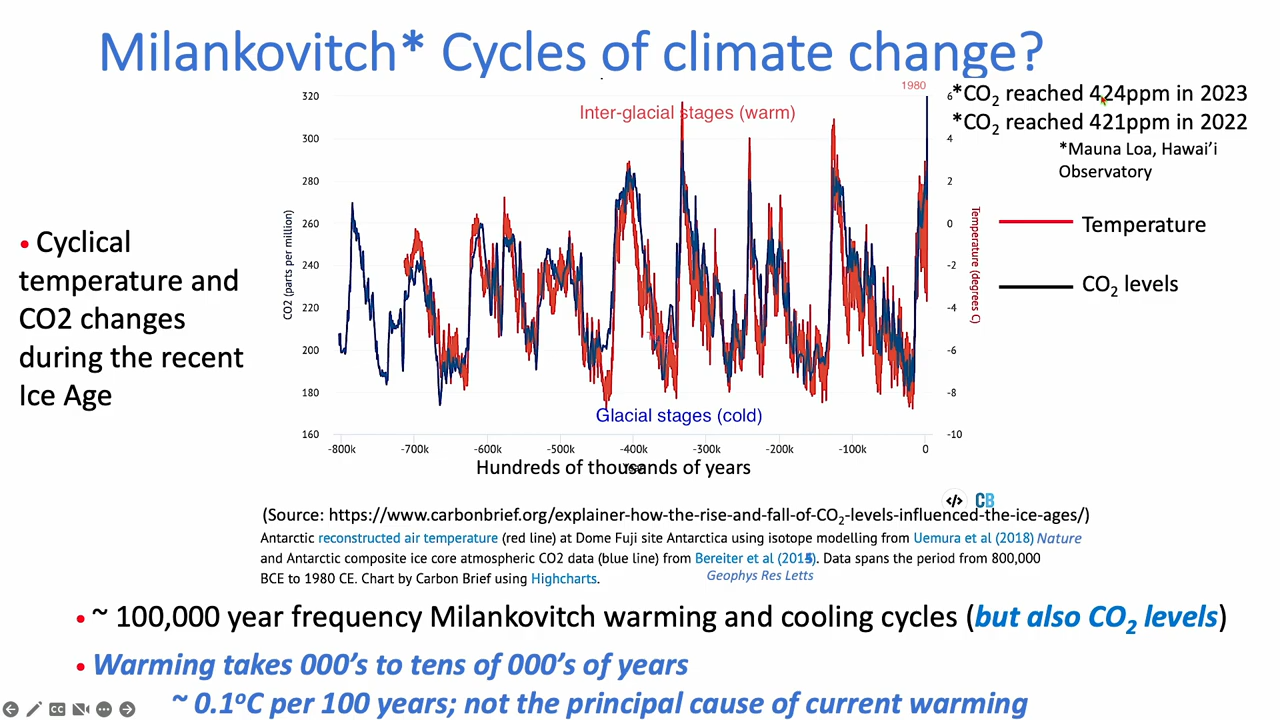 Milankovitch* Cycles of climate change?
1980
*CO₂ reached 424ppm in 2023
*CO₂ reached 421ppm in 2022
*Mauna Loa, Hawai’i
Observatory
Inter-glacial stages (warm)
Glacial stages (cold)
320
300
280
260
240
220
200
180
160
CO2 (parts per million)
6
4
2
0
-2
-4
-6
-8
-10
Temperature (degrees C)
Temperature
CO₂ levels
• Cyclical
temperature and
CO2 changes
during the recent
Ice Age
-800k -700k -600k -500k -400k -300k -200k -100k 0
Hundreds of thousands of years
</> CB
(Source: https://www.carbonbrief.org/explainer-how-the-rise-and-fall-of-CO₂-levels-influenced-the-ice-ages/)
Antarctic reconstructed air temperature (red line) at Dome Fuji site Antarctica using isotope modelling from Uemura et al (2018) Nature
and Antarctic composite ice core atmospheric CO2 data (blue line) from Bereiter et al (2015). Data spans the period from 800,000
Geophys Res Letts
BCE to 1980 CE. Chart by Carbon Brief using Highcharts.
• ~ 100,000 year frequency Milankovitch warming and cooling cycles (but also CO₂ levels)
• Warming takes 000’s to tens of 000’s of years
~ 0.1ᵒC per 100 years; not the principal cause of current warming
CC